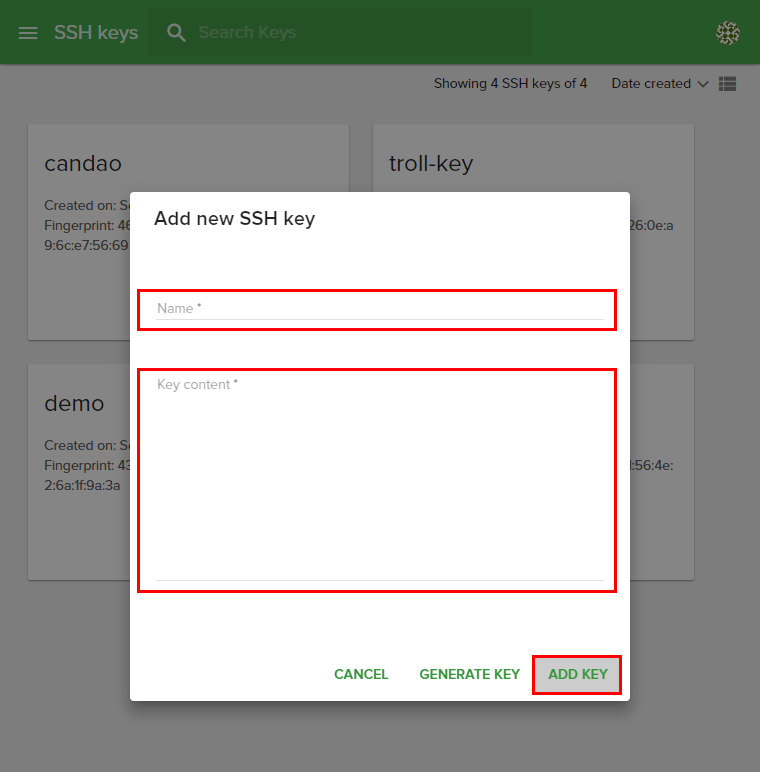 SSH keys
Search Keys
Showing 4 SSH keys of 4
Date created
candao
Created on: Se
Fingerprint: 46
9:6c:e7:56:69
troll-key
26:0e:a
demo
Created on: Se
Fingerprint: 43
2:6a:1f:9a:3a
:56:4e:
Add new SSH key
Name *
Key content *
CANCEL
GENERATE KEY
ADD KEY